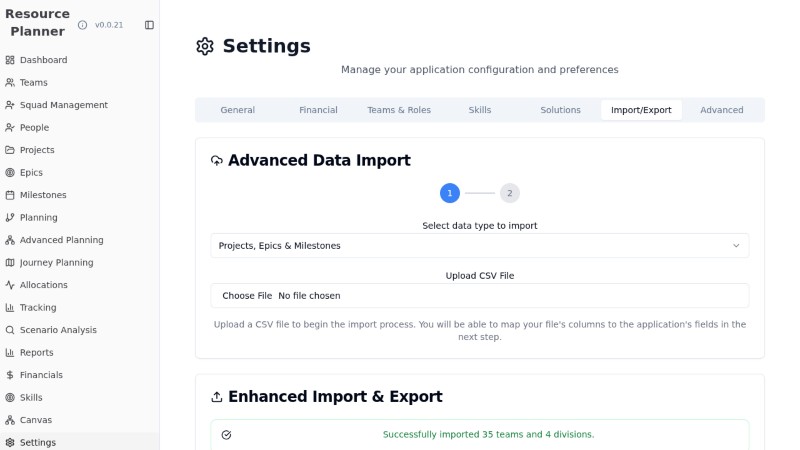 Resource
Planner
v0.0.21
Dashboard
Teams
Squad Management
People
Projects
Epics
Milestones
Planning
Advanced Planning
Journey Planning
Allocations
Tracking
Scenario Analysis
Reports
Financials
Skills
Canvas
Settings
Settings
Manage your application configuration and preferences
General Financial Teams & Roles Skills Solutions Import/Export Advanced
Advanced Data Import
1 2
Select data type to import
Projects, Epics & Milestones
Upload CSV File
Choose File No file chosen
Upload a CSV file to begin the import process. You will be able to map your file's columns to the application's fields in the
next step.
Enhanced Import & Export
Successfully imported 35 teams and 4 divisions.